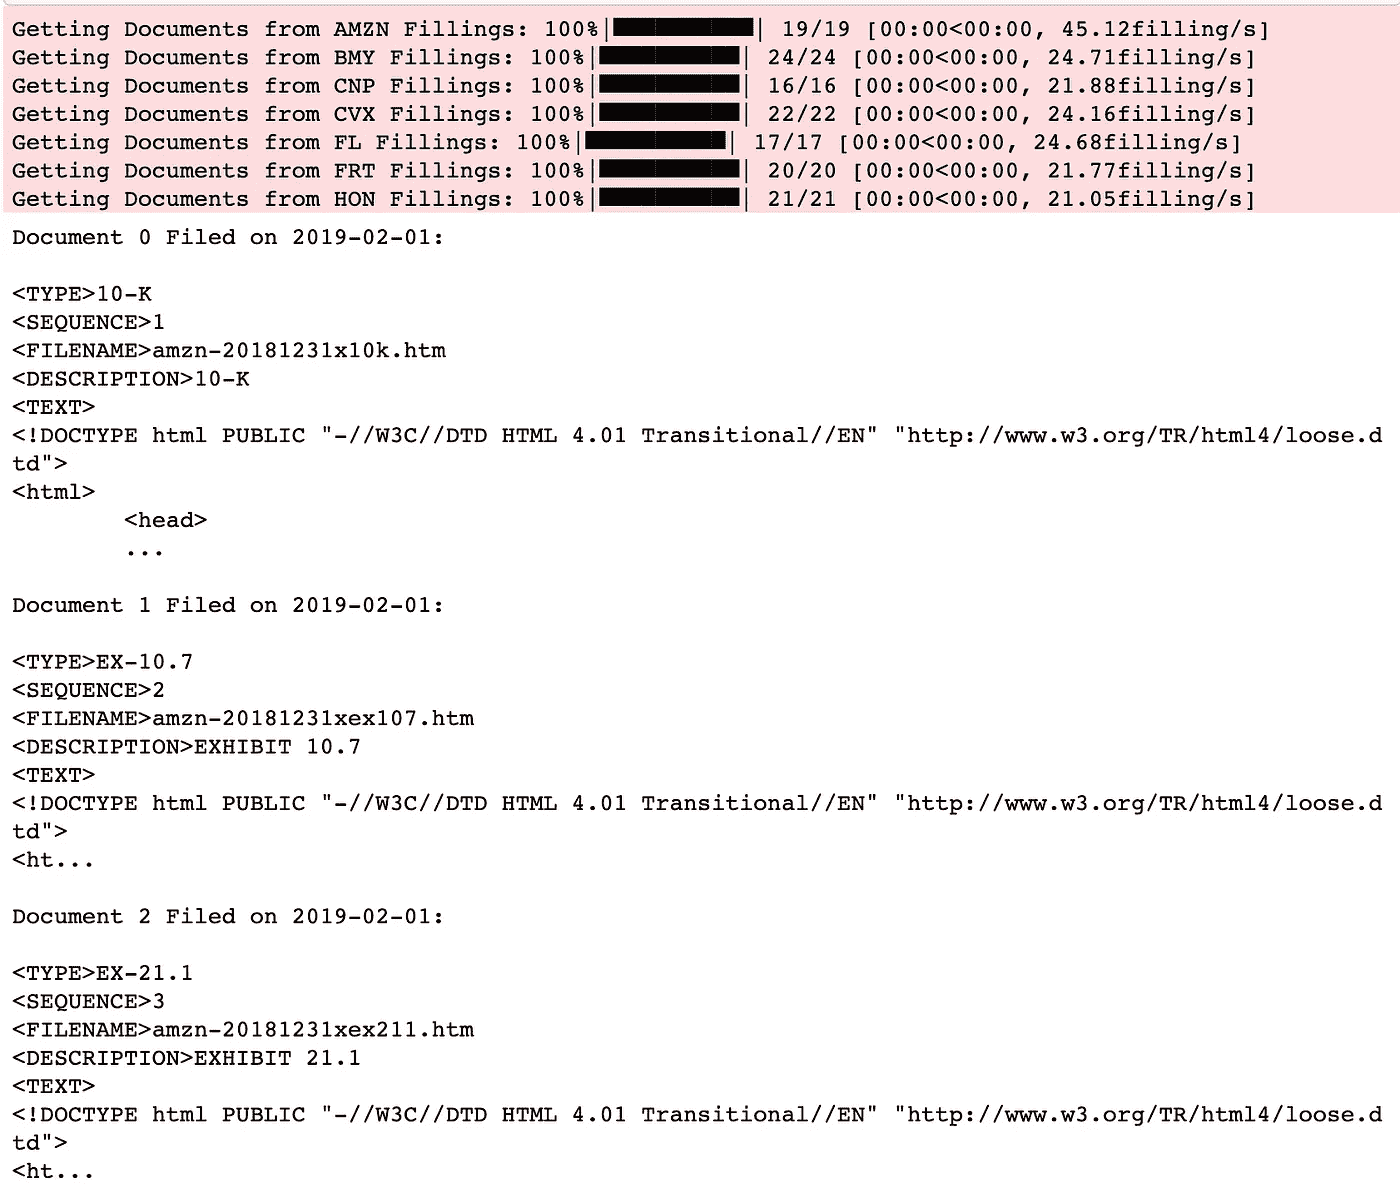 Getting Documents from AMZN Fillings: 100%|██████████| 19/19 [00:00<00:00, 45.12filling/s]
Getting Documents from BMY Fillings: 100%|██████████| 24/24 [00:00<00:00, 24.71filling/s]
Getting Documents from CNP Fillings: 100%|██████████| 16/16 [00:00<00:00, 21.88filling/s]
Getting Documents from CVX Fillings: 100%|██████████| 22/22 [00:00<00:00, 24.16filling/s]
Getting Documents from FL Fillings: 100%|██████████| 17/17 [00:00<00:00, 24.68filling/s]
Getting Documents from FRT Fillings: 100%|██████████| 20/20 [00:00<00:00, 21.77filling/s]
Getting Documents from HON Fillings: 100%|██████████| 21/21 [00:00<00:00, 21.05filling/s]
Document 0 Filed on 2019-02-01:
<TYPE>10-K
<SEQUENCE>1
<FILENAME>amzn-20181231x10k.htm
<DESCRIPTION>10-K
<TEXT>
<!DOCTYPE html PUBLIC "-//W3C//DTD HTML 4.01 Transitional//EN" "http://www.w3.org/TR/html4/loose.d
td">
<html>
<head>
...
Document 1 Filed on 2019-02-01:
<TYPE>EX-10.7
<SEQUENCE>2
<FILENAME>amzn-20181231xex107.htm
<DESCRIPTION>EXHIBIT 10.7
<TEXT>
<!DOCTYPE html PUBLIC "-//W3C//DTD HTML 4.01 Transitional//EN" "http://www.w3.org/TR/html4/loose.d
td">
<ht...
Document 2 Filed on 2019-02-01:
<TYPE>EX-21.1
<SEQUENCE>3
<FILENAME>amzn-20181231xex211.htm
<DESCRIPTION>EXHIBIT 21.1
<TEXT>
<!DOCTYPE html PUBLIC "-//W3C//DTD HTML 4.01 Transitional//EN" "http://www.w3.org/TR/html4/loose.d
td">
<ht...